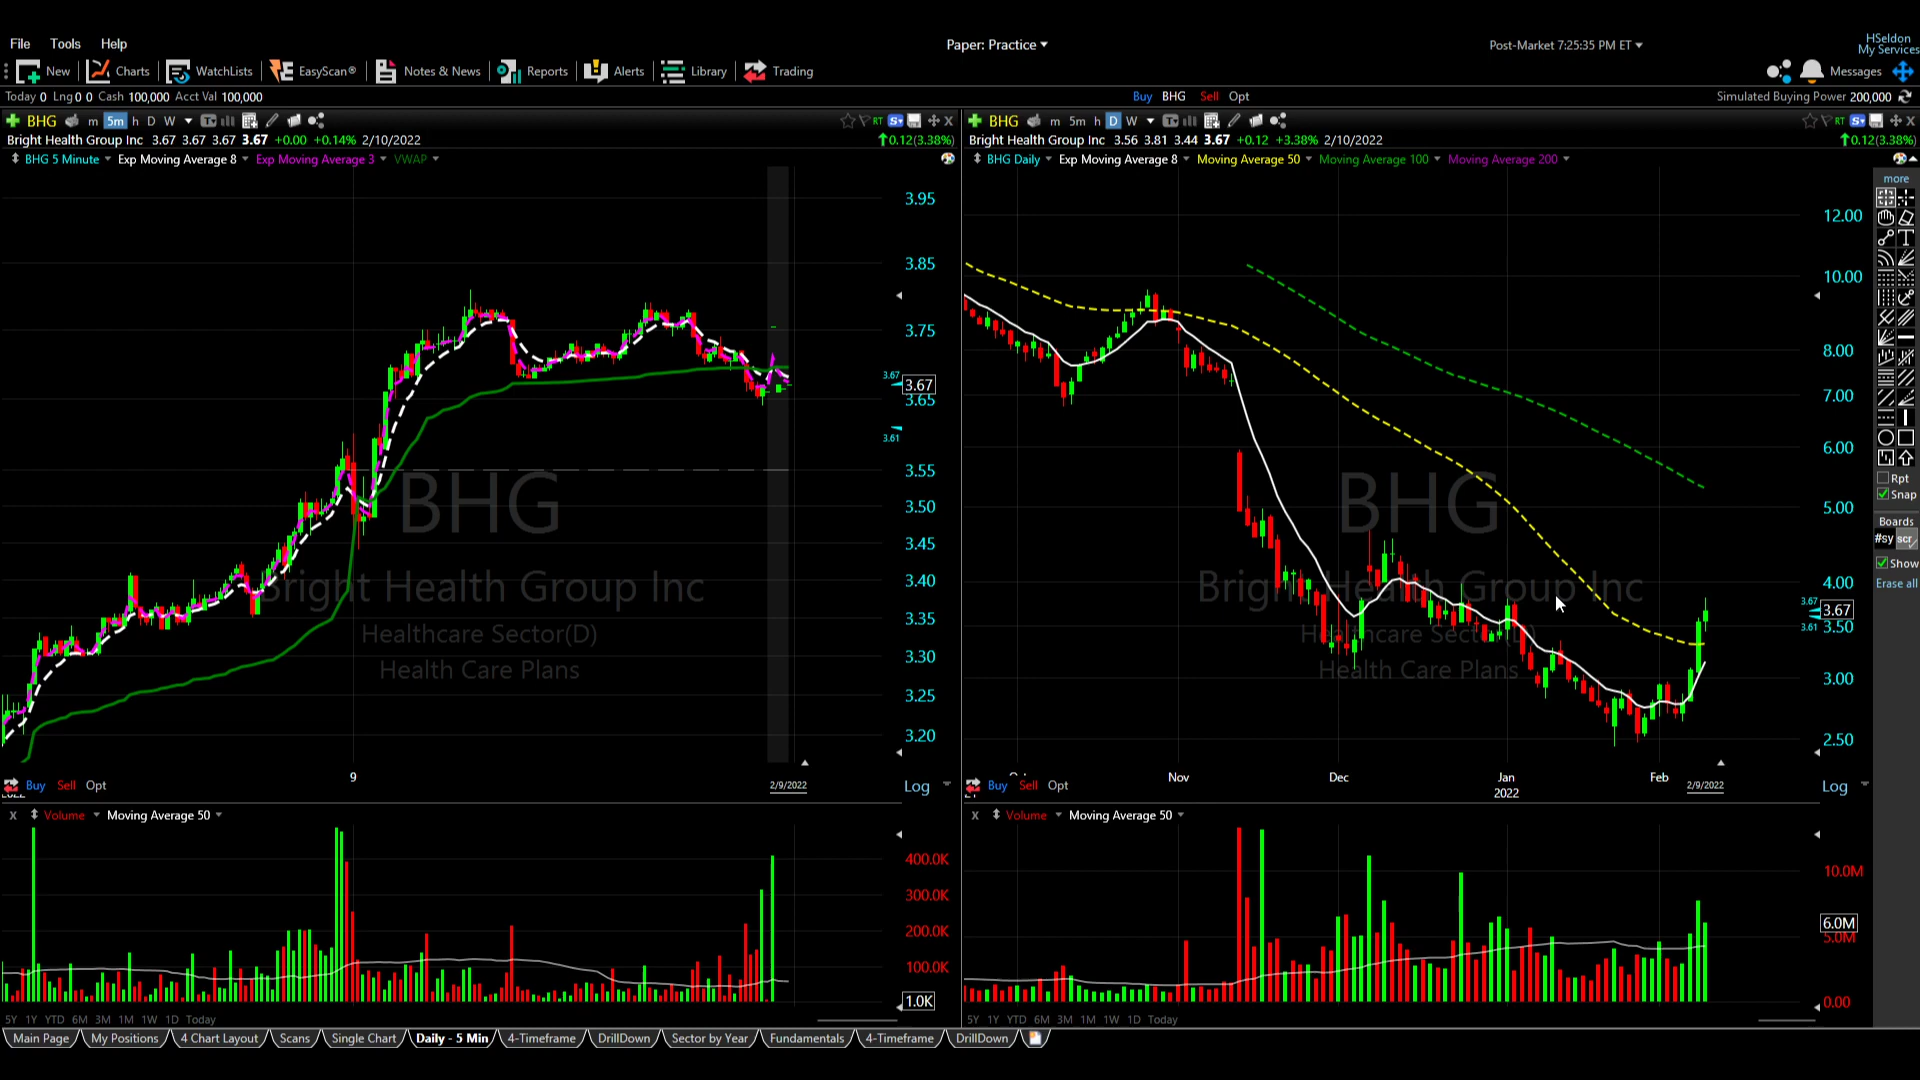 File Tools Help
Paper: Practice
Post-Market 7:25:35 PM ET
HSeldon
My Services
New Charts WatchLists EasyScan® Notes & News Reports Alerts Library Trading
Messages
Today 0 Lng 0 0 Cash 100,000 Acct Val 100,000
Buy BHG Sell Opt
Simulated Buying Power 200,000
BHG m 5m h D W
RT
Bright Health Group Inc 3.67 3.67 3.67 3.67 +0.00 +0.14% 2/10/2022
0.12(3.38%)
BHG 5 Minute Exp Moving Average 8 Exp Moving Average 3 VWAP
3.95
3.85
3.75
3.67
3.67
3.65
3.61
3.55
3.50
3.45
3.40
3.35
3.30
3.25
3.20
BHG
Bright Health Group Inc
Healthcare Sector(D)
Health Care Plans
9
Buy Sell Opt
2/9/2022
Log
X Volume Moving Average 50
400.0K
300.0K
200.0K
100.0K
1.0K
5Y 1Y YTD 6M 3M 1M 1W 1D Today
BHG m 5m h D W
RT
Bright Health Group Inc 3.56 3.81 3.44 3.67 +0.12 +3.38% 2/10/2022
0.12(3.38%)
BHG Daily Exp Moving Average 8 Moving Average 50 Moving Average 100 Moving Average 200
12.00
10.00
8.00
7.00
6.00
5.00
4.00
3.67
3.67
3.61
3.50
3.00
2.50
BHG
Bright Health Group Inc
Healthcare Sector(D)
Health Care Plans
Nov Dec Jan Feb
2022
Buy Sell Opt
2/9/2022
Log
X Volume Moving Average 50
10.0M
6.0M
5.0M
0.00
5Y 1Y YTD 6M 3M 1M 1W 1D Today
more
Rpt
Snap
Boards
#sy scr
Show
Erase all
Main Page My Positions 4 Chart Layout Scans Single Chart Daily - 5 Min 4-Timeframe DrillDown Sector by Year Fundamentals 4-Timeframe DrillDown